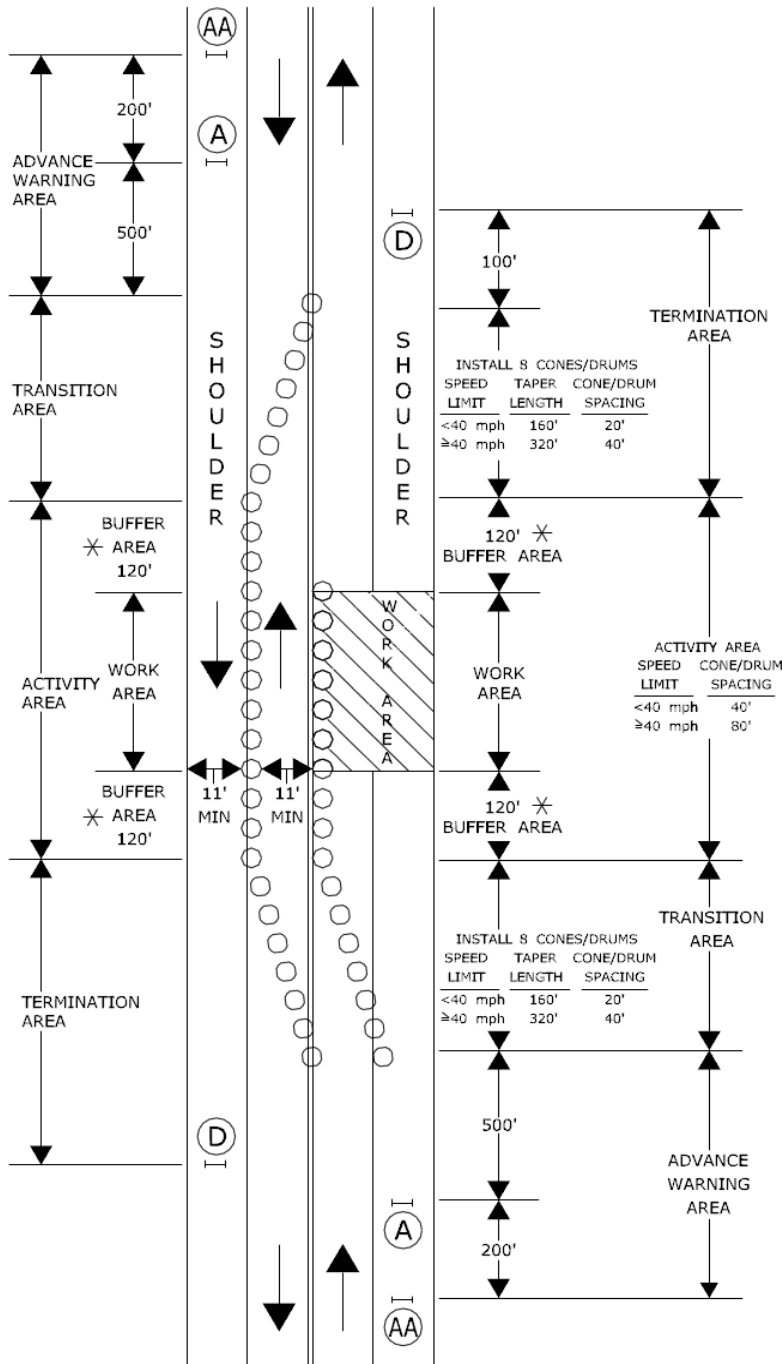 AA
200'
A
ADVANCE
WARNING
AREA
500'
D
100'
TERMINATION
AREA
SHOULDER
SHOULDER
TRANSITION
AREA
INSTALL 8 CONES/DRUMS
SPEED TAPER CONE/DRUM
LIMIT LENGTH SPACING
<40 mph 160' 20'
≥40 mph 320' 40'
BUFFER
* AREA
120'
120' *
BUFFER AREA
WORK AREA
ACTIVITY
AREA
WORK
AREA
WORK
AREA
ACTIVITY AREA
SPEED CONE/DRUM
LIMIT SPACING
<40 mph 40'
≥40 mph 80'
BUFFER
* AREA
120'
11'
MIN
11'
MIN
120' *
BUFFER AREA
TRANSITION
AREA
INSTALL 8 CONES/DRUMS
SPEED TAPER CONE/DRUM
LIMIT LENGTH SPACING
<40 mph 160' 20'
≥40 mph 320' 40'
TERMINATION
AREA
D
500'
ADVANCE
WARNING
AREA
A
200'
AA